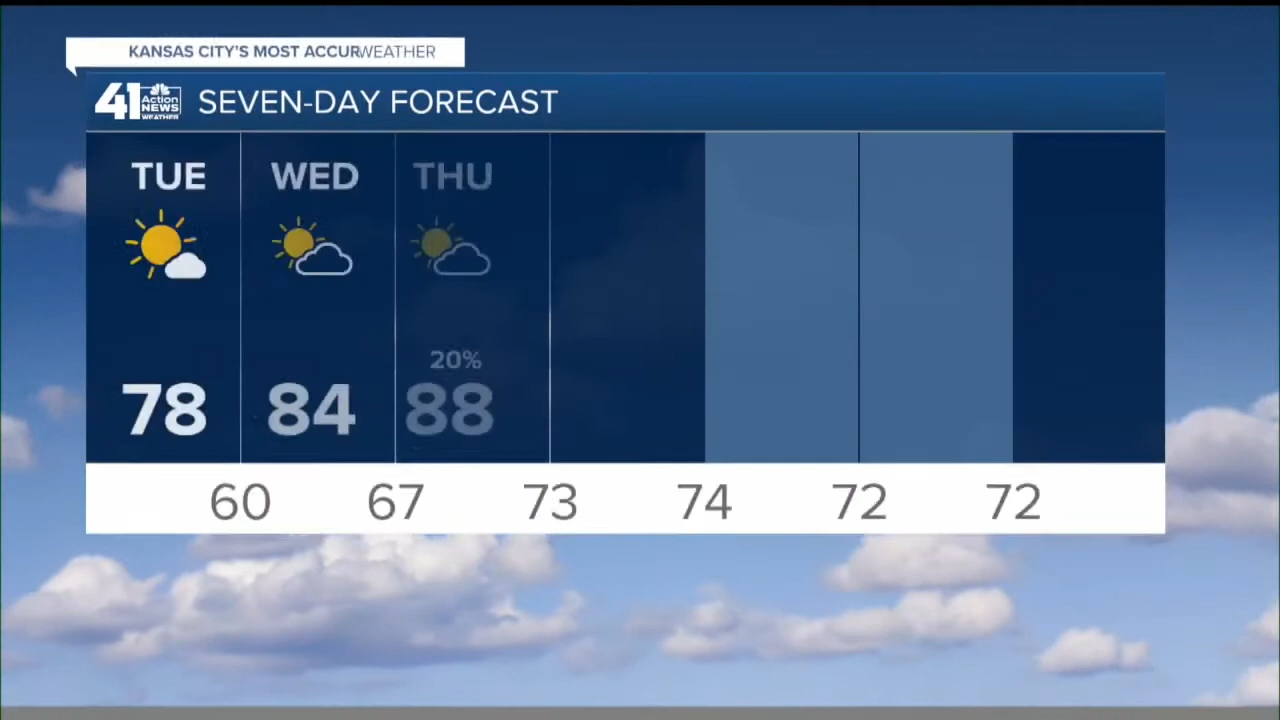 KANSAS CITY'S MOST ACCURWEATHER
41 Action NEWS WEATHER
SEVEN-DAY FORECAST
TUE WED THU
20%
78 84 88
60 67 73 74 72 72